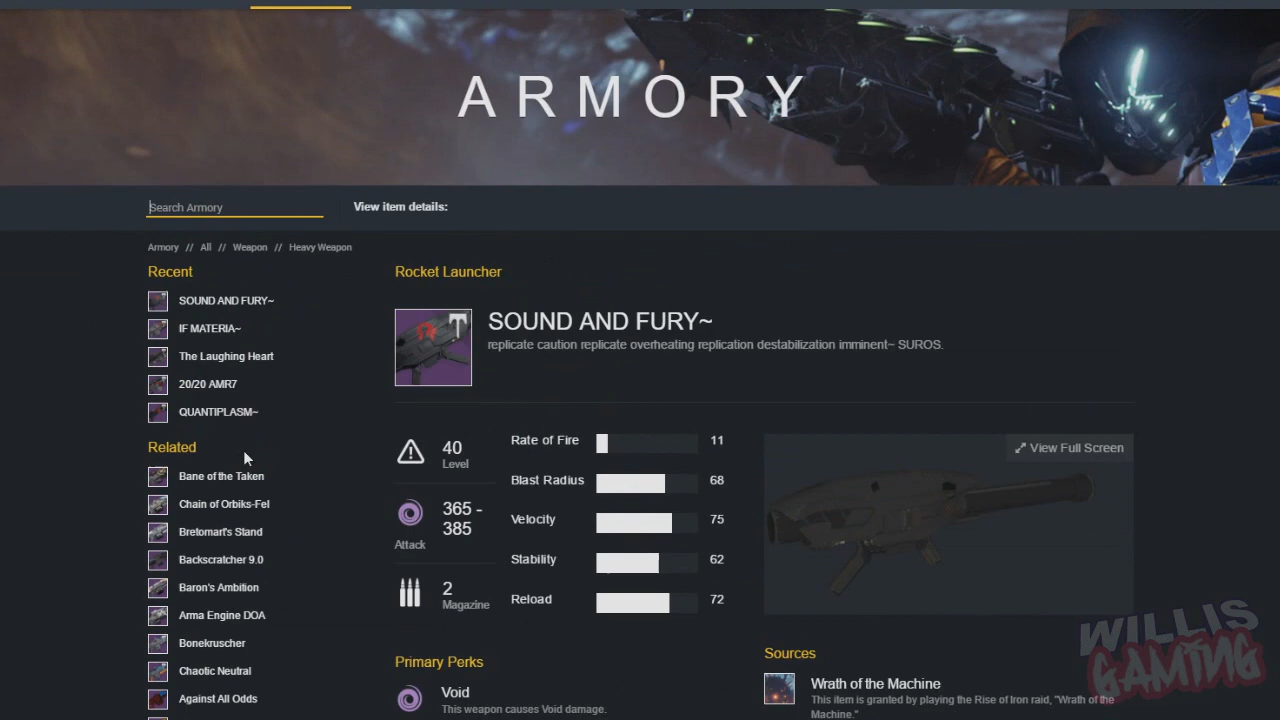 ARMORY
Search Armory
View item details:
Armory // All // Weapon // Heavy Weapon
Recent
SOUND AND FURY~
IF MATERIA~
The Laughing Heart
20/20 AMR7
QUANTIPLASM~
Related
Bane of the Taken
Chain of Orbiks-Fel
Bretomart's Stand
Backscratcher 9.0
Baron's Ambition
Arma Engine DOA
Bonekruscher
Chaotic Neutral
Against All Odds
Rocket Launcher
SOUND AND FURY~
replicate caution replicate overheating replication destabilization imminent~ SUROS.
40
Level
365 -
385
Attack
2
Magazine
Rate of Fire 11
Blast Radius 68
Velocity 75
Stability 62
Reload 72
View Full Screen
Primary Perks
Void
This weapon causes Void damage.
Sources
Wrath of the Machine
This item is granted by playing the Rise of Iron raid, "Wrath of the
Machine."
WILLIS
GAMING